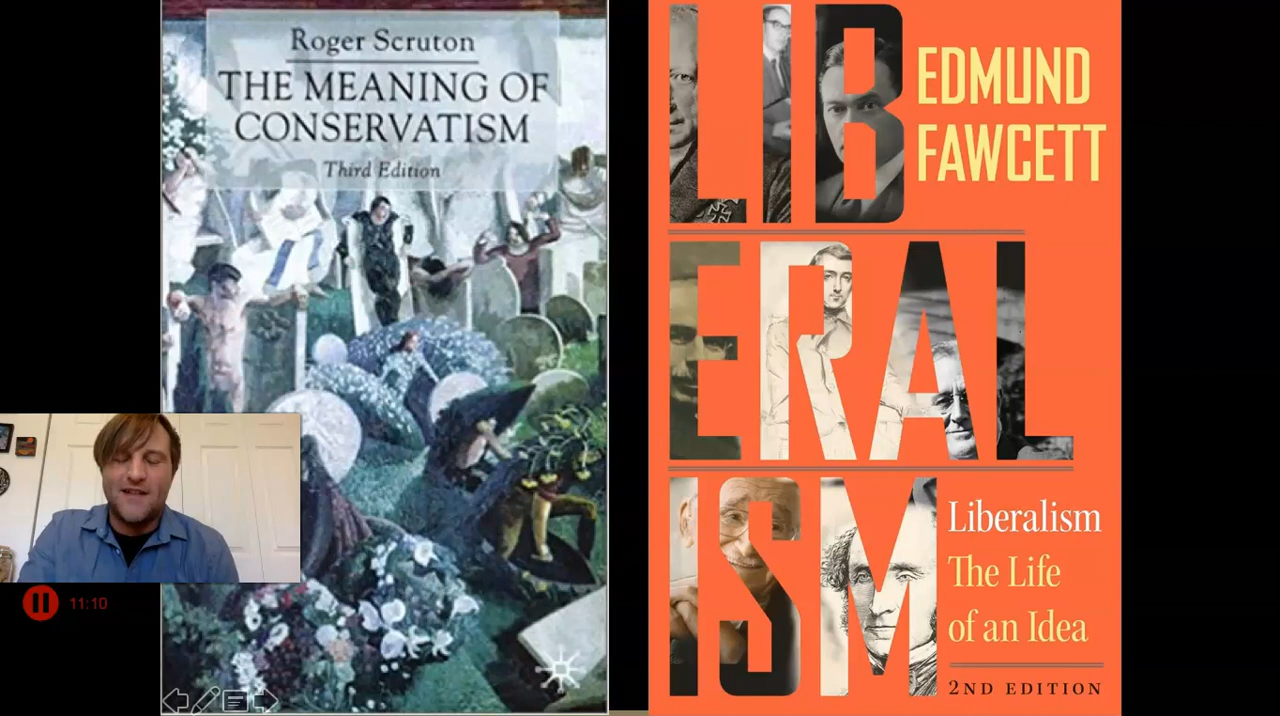 Roger Scruton
THE MEANING OF
CONSERVATISM
Third Edition
LIB
ERAL
ISM
EDMUND
FAWCETT
Liberalism
The Life
of an Idea
2ND EDITION
11:10